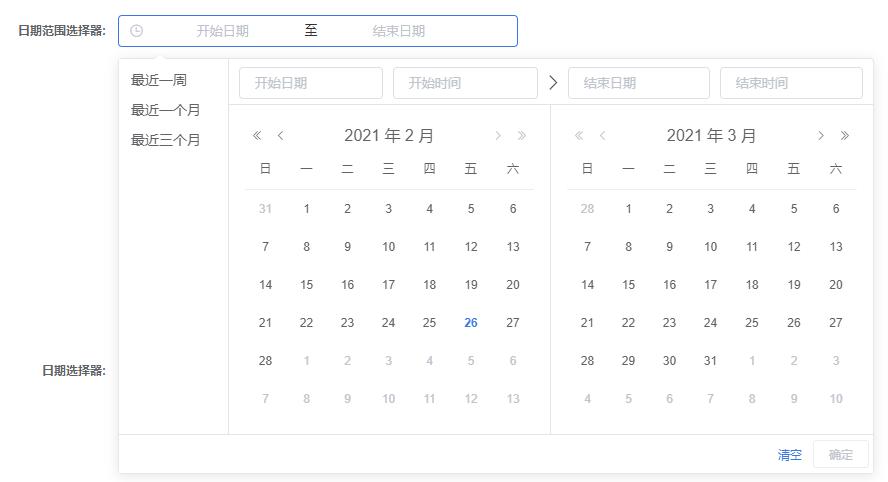 日期范围选择器: 开始日期 至 结束日期
最近一周
最近一个月
最近三个月
开始日期 开始时间 > 结束日期 结束时间
2021 年 2 月
日 一 二 三 四 五 六
31 1 2 3 4 5 6
7 8 9 10 11 12 13
14 15 16 17 18 19 20
21 22 23 24 25 26 27
28 1 2 3 4 5 6
7 8 9 10 11 12 13
2021 年 3 月
日 一 二 三 四 五 六
28 1 2 3 4 5 6
7 8 9 10 11 12 13
14 15 16 17 18 19 20
21 22 23 24 25 26 27
28 29 30 31 1 2 3
4 5 6 7 8 9 10
日期选择器:
清空 确定